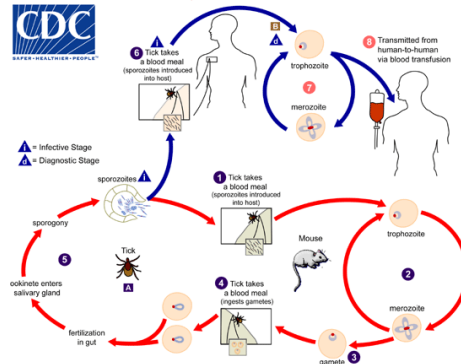 CDC
SAFER • HEALTHIER • PEOPLE™
i = Infective Stage
d = Diagnostic Stage
i
6 Tick takes
a blood meal
(sporozoites introduced
into host)
B
d
trophozoite
7
merozoite
8 Transmitted from
human-to-human
via blood transfusion
sporozoites
i
1 Tick takes
a blood meal
(sporozoites introduced
into host)
trophozoite
2
Mouse
merozoite
3
gamete
4 Tick takes
a blood meal
(ingests gametes)
fertilization
in gut
ookinete enters
salivary gland
5
sporogony
Tick
A